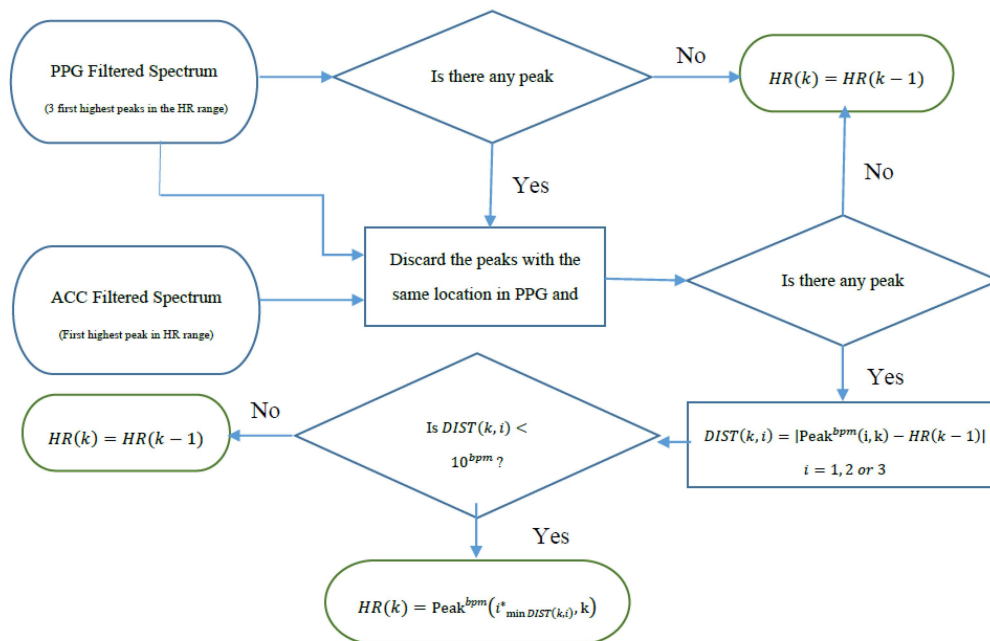 PPG Filtered Spectrum
(3 first highest peaks in the HR range)
Is there any peak
No
HR(k) = HR(k − 1)
Yes
No
Discard the peaks with the
same location in PPG and
Is there any peak
ACC Filtered Spectrum
(First highest peak in HR range)
Yes
HR(k) = HR(k − 1)
No
Is DIST(k, i) <
10^{bpm} ?
DIST(k, i) = |Peak^{bpm}(i, k) − HR(k − 1)|
i = 1, 2 or 3
Yes
HR(k) = Peak^{bpm}(i*_{min DIST(k,i)}, k)